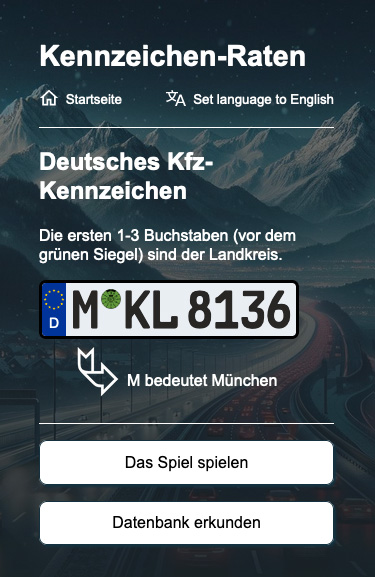 Kennzeichen-Raten
Startseite
Set language to English
Deutsches Kfz-
Kennzeichen
Die ersten 1-3 Buchstaben (vor dem
grünen Siegel) sind der Landkreis.
D M KL 8136
M bedeutet München
Das Spiel spielen
Datenbank erkunden